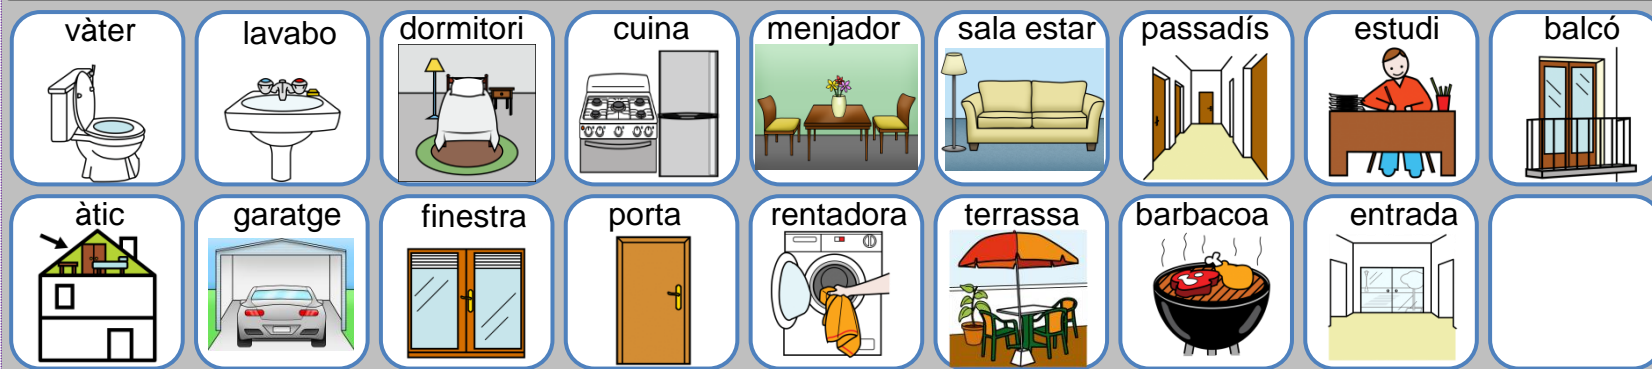 vàter
lavabo
dormitori
cuina
menjador
sala estar
passadís
estudi
balcó
àtic
garatge
finestra
porta
rentadora
terrassa
barbacoa
entrada